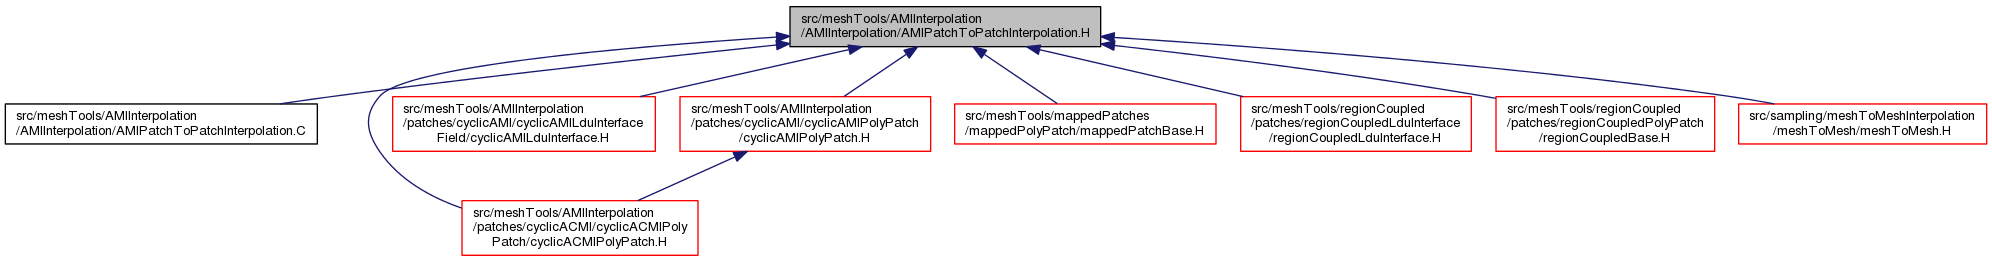 src/meshTools/AMIInterpolation
/AMIInterpolation/AMIPatchToPatchInterpolation.H
src/meshTools/AMIInterpolation
/AMIInterpolation/AMIPatchToPatchInterpolation.C
src/meshTools/AMIInterpolation
/patches/cyclicAMI/cyclicAMILduInterface
Field/cyclicAMILduInterface.H
src/meshTools/AMIInterpolation
/patches/cyclicAMI/cyclicAMIPolyPatch
/cyclicAMIPolyPatch.H
src/meshTools/mappedPatches
/mappedPolyPatch/mappedPatchBase.H
src/meshTools/regionCoupled
/patches/regionCoupledLduInterface
/regionCoupledLduInterface.H
src/meshTools/regionCoupled
/patches/regionCoupledPolyPatch
/regionCoupledBase.H
src/sampling/meshToMeshInterpolation
/meshToMesh/meshToMesh.H
src/meshTools/AMIInterpolation
/patches/cyclicACMI/cyclicACMIPoly
Patch/cyclicACMIPolyPatch.H